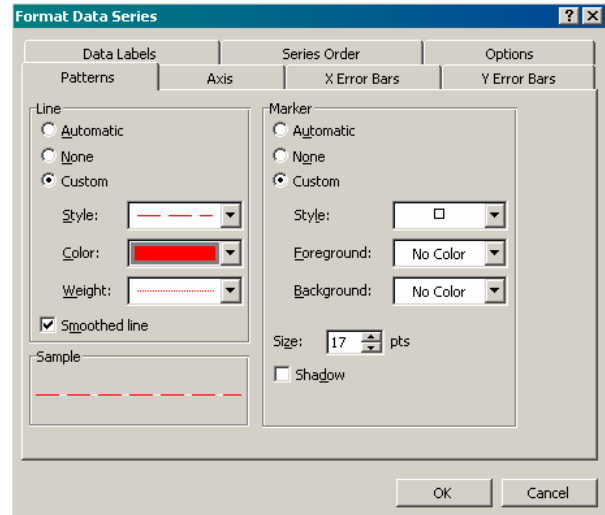 Format Data Series
Data Labels Series Order Options
Patterns Axis X Error Bars Y Error Bars
Line
Automatic
None
Custom
Style:
Color:
Weight:
Smoothed line
Sample
Marker
Automatic
None
Custom
Style:
Foreground: No Color
Background: No Color
Size: 17 pts
Shadow
OK Cancel